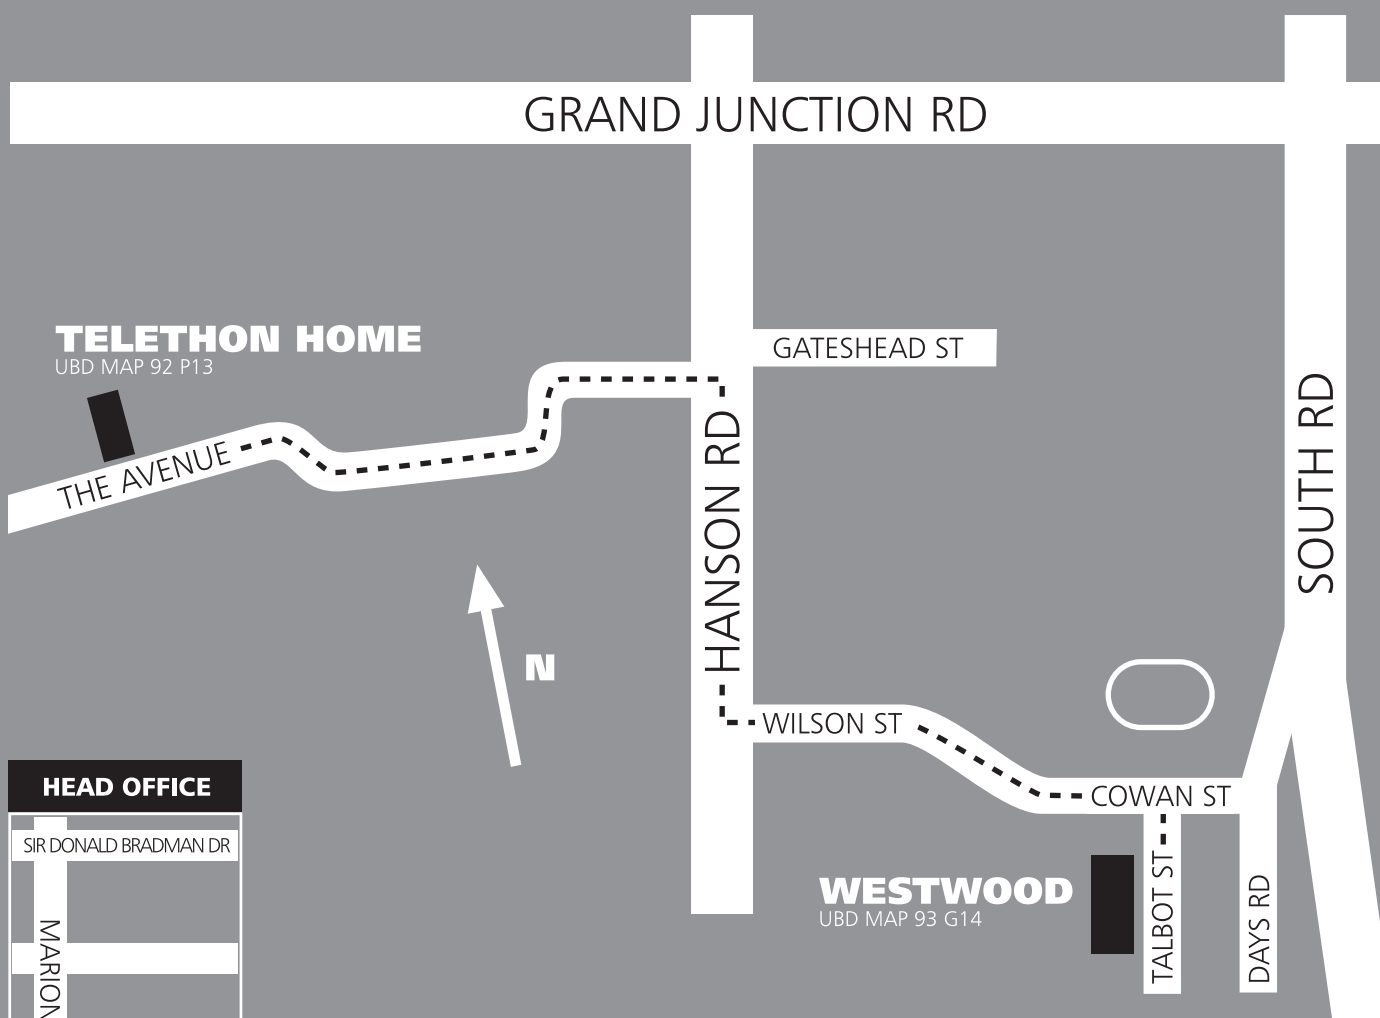 GRAND JUNCTION RD
TELETHON HOME
UBD MAP 92 P13
GATESHEAD ST
THE AVENUE
HANSON RD
SOUTH RD
N
WILSON ST
COWAN ST
HEAD OFFICE
SIR DONALD BRADMAN DR
MARION
WESTWOOD
UBD MAP 93 G14
TALBOT ST
DAYS RD